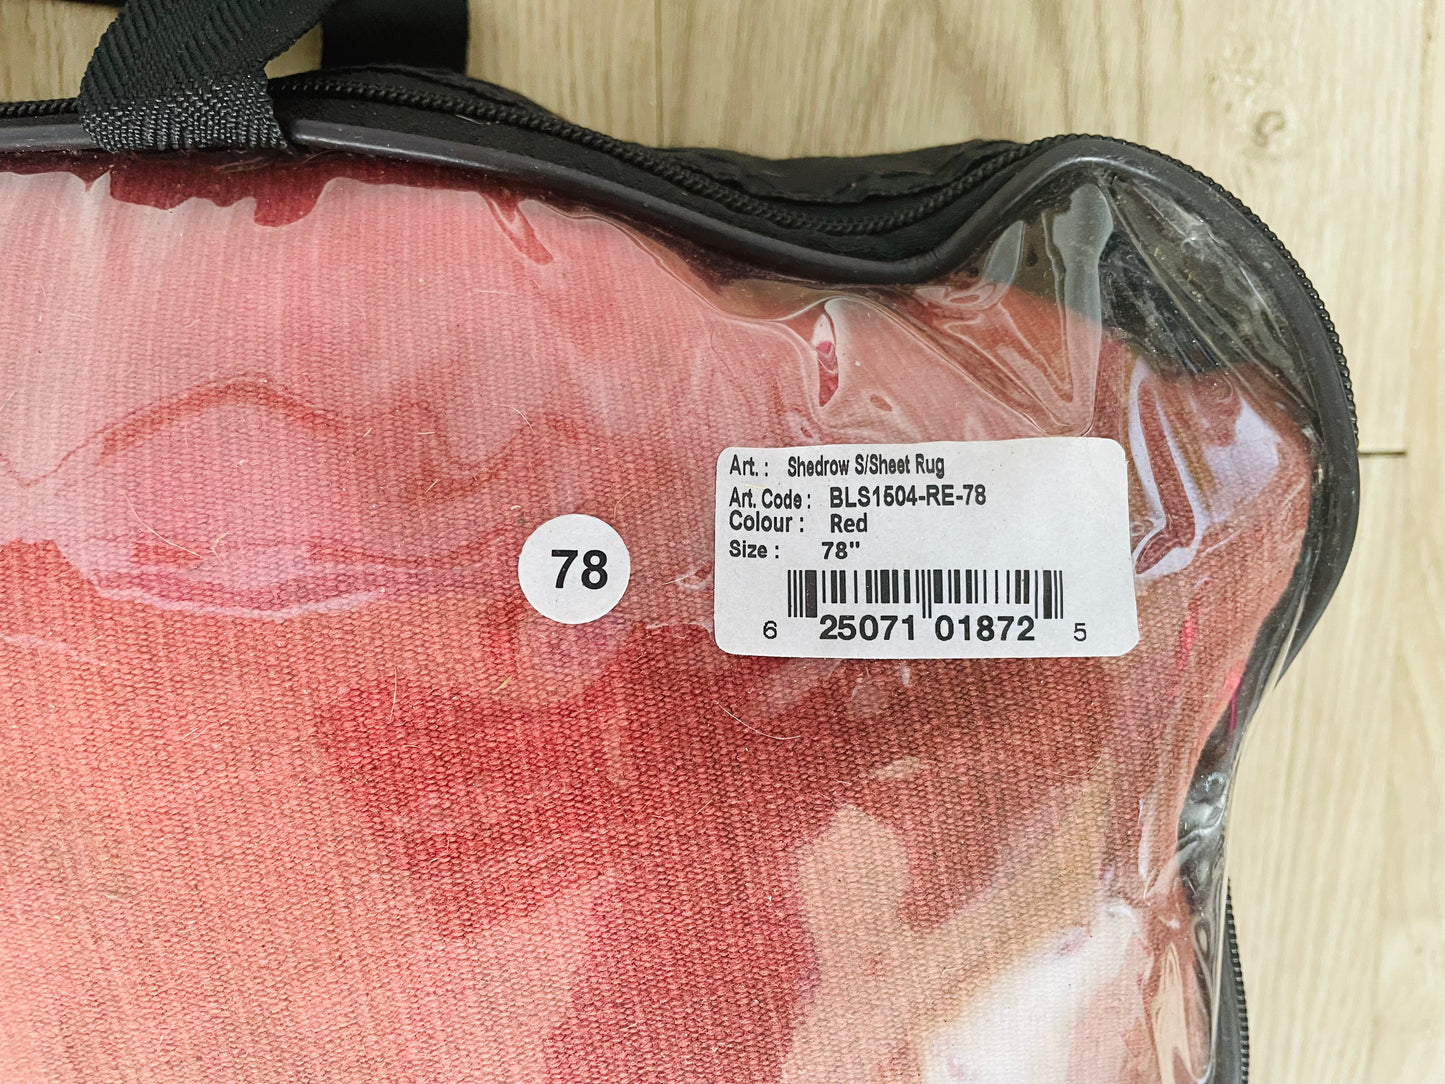 Art. : Shedrow S/Sheet Rug
Art. Code : BLS1504-RE-78
Colour : Red
Size : 78"
6 25071 01872 5
78